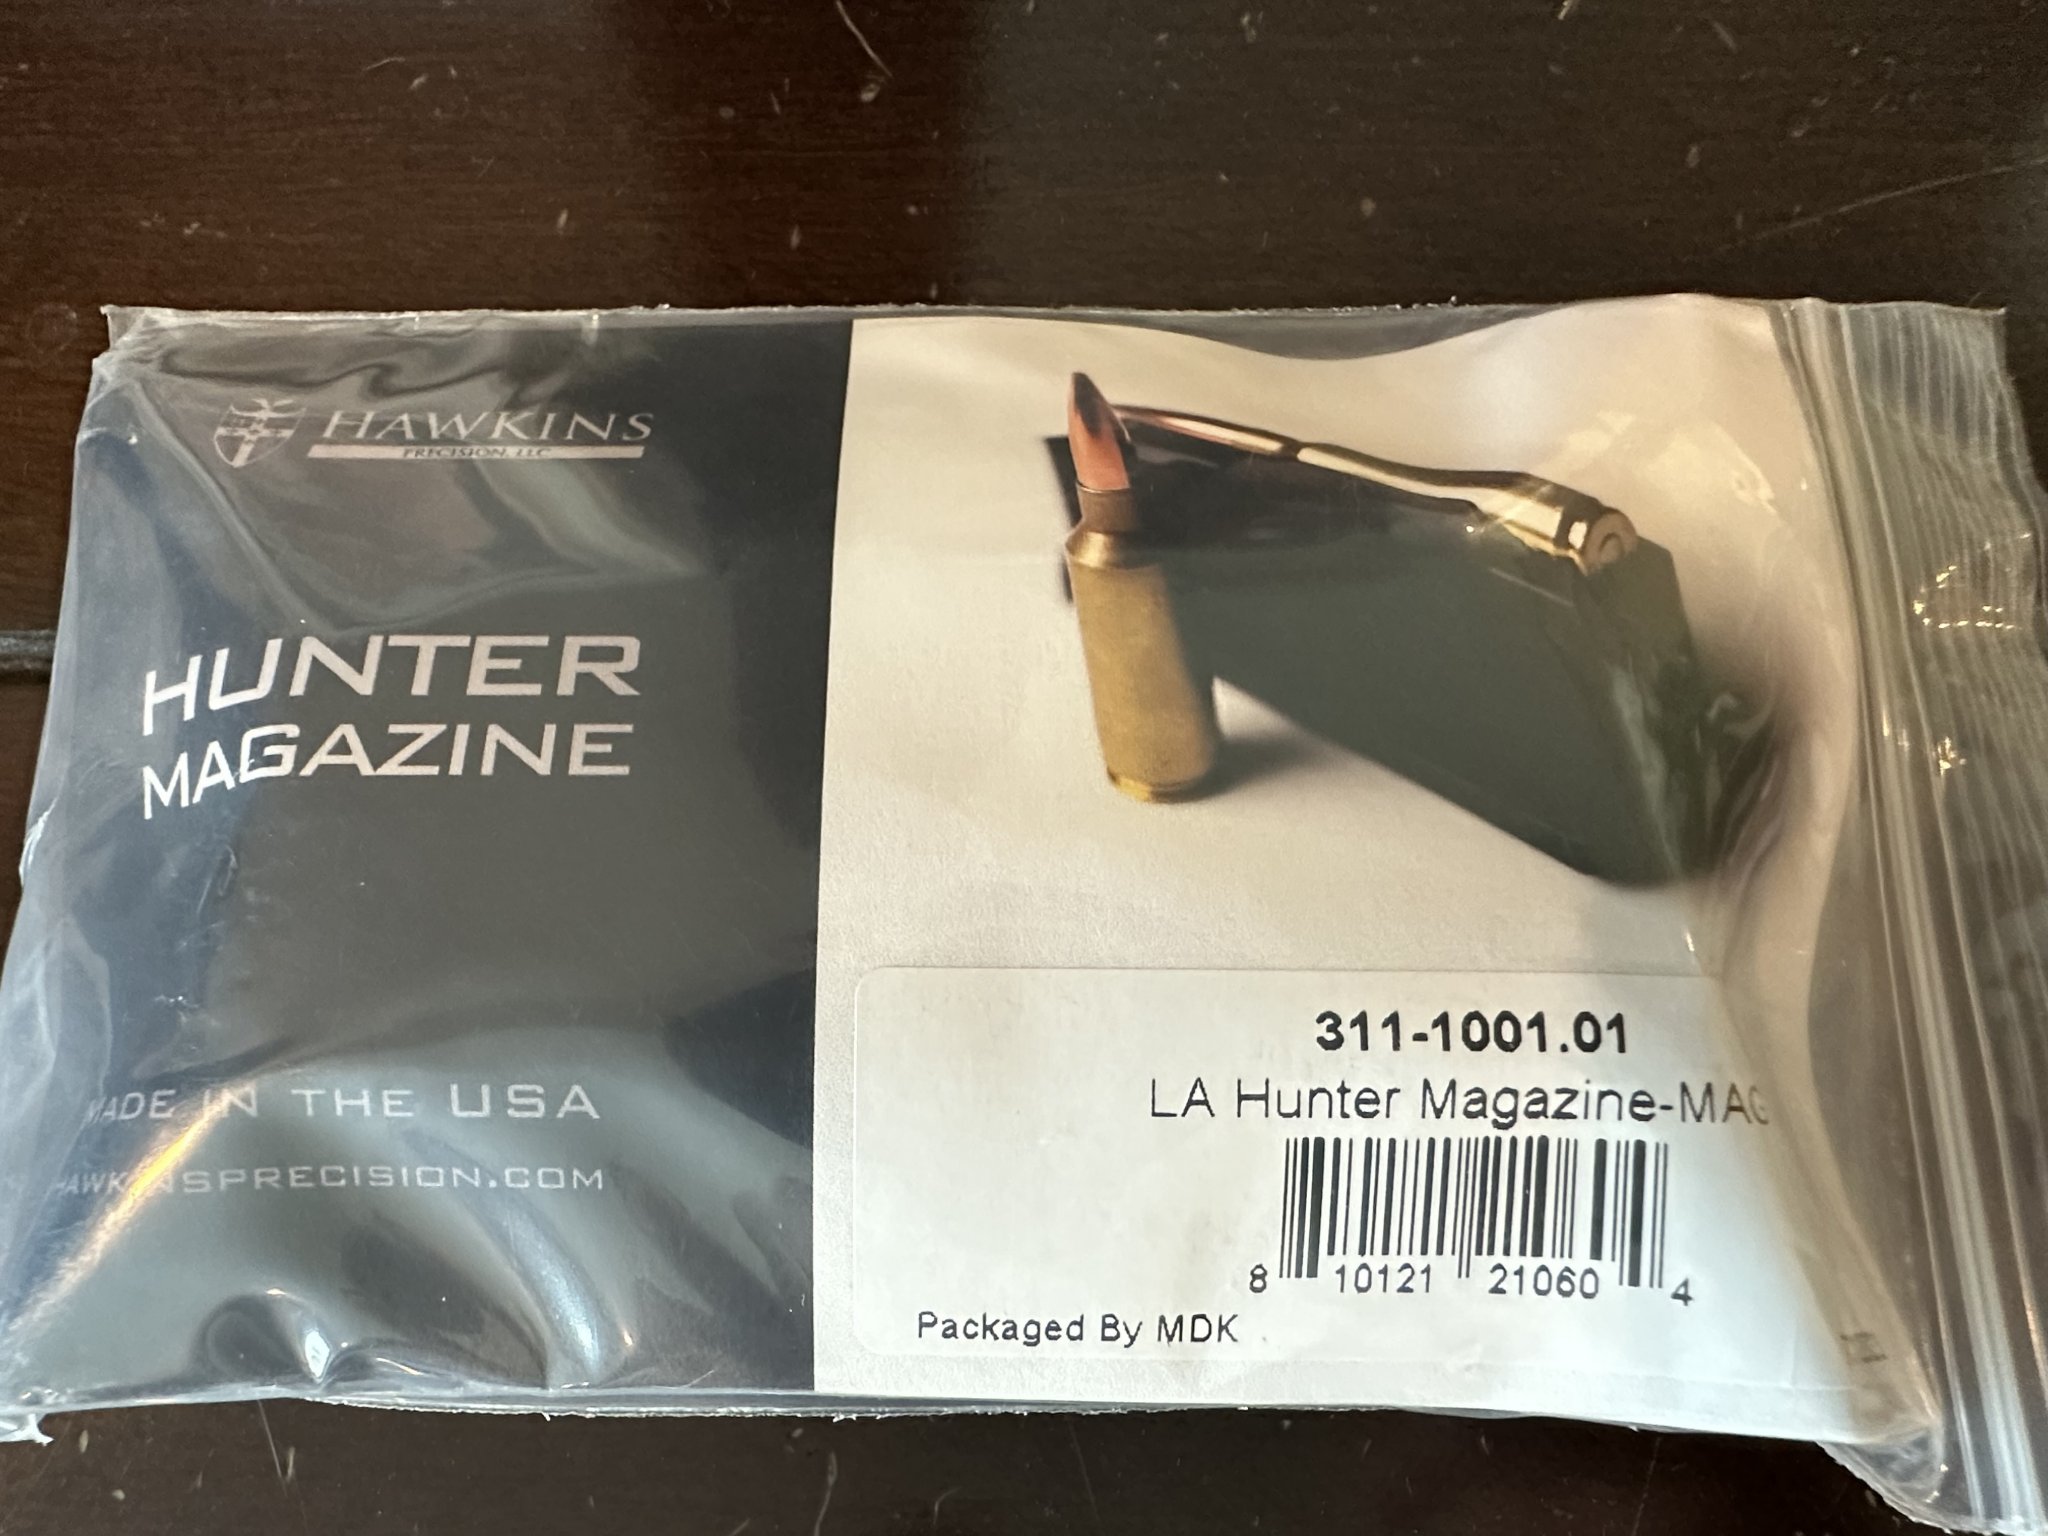 HAWKINS
PRECISION, LLC
HUNTER
MAGAZINE
MADE IN THE USA
HAWKINSPRECISION.COM
311-1001.01
LA Hunter Magazine-MAG
8 10121 21060 4
Packaged By MDK